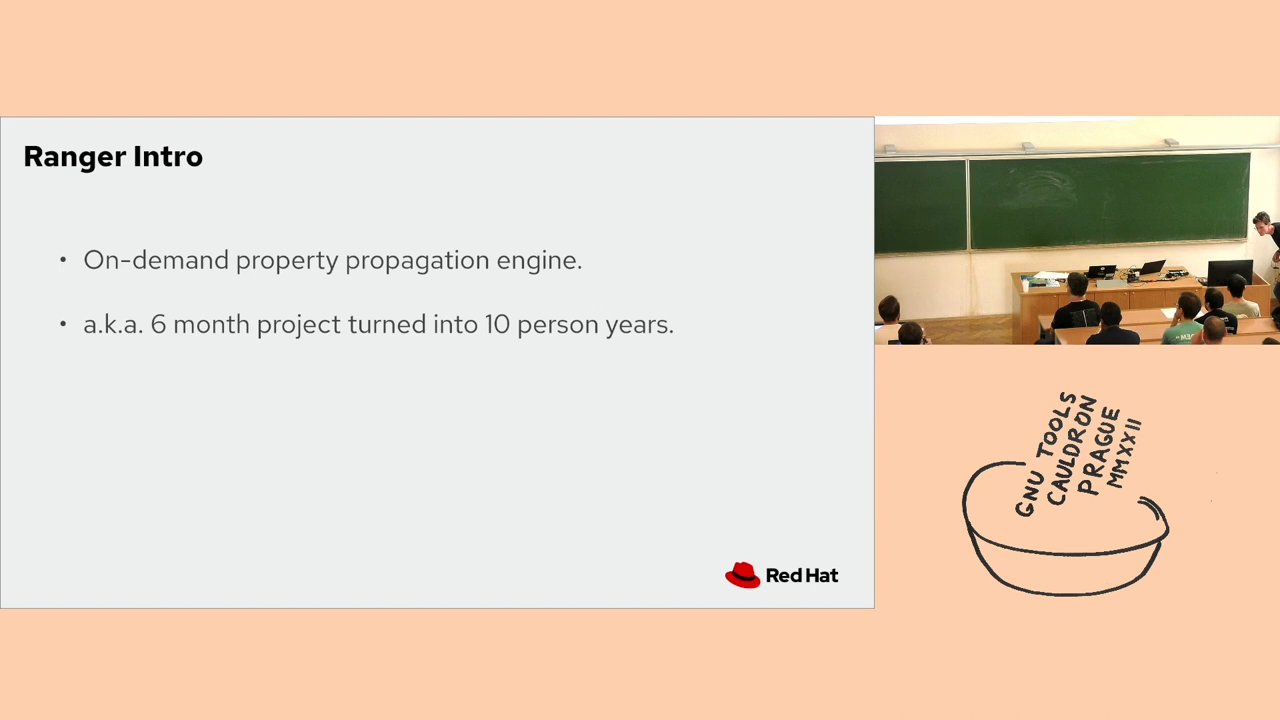 Ranger Intro
• On-demand property propagation engine.
• a.k.a. 6 month project turned into 10 person years.
Red Hat
GNU TOOLS
CAULDRON
PRAGUE
MMXXII